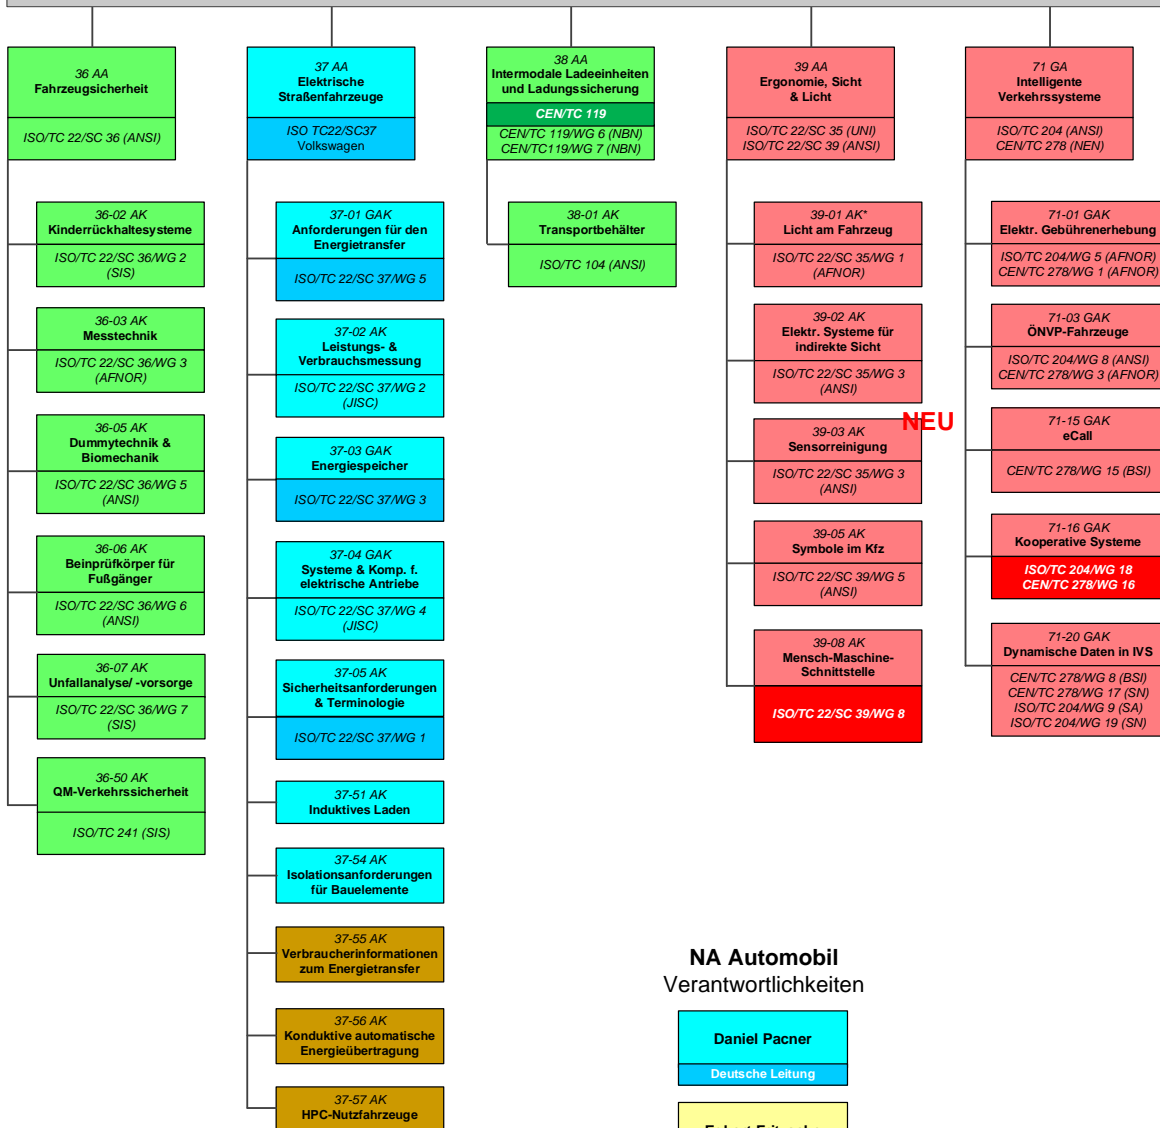 36 AA
Fahrzeugsicherheit
ISO/TC 22/SC 36 (ANSI)
36-02 AK
Kinderrückhaltesysteme
ISO/TC 22/SC 36/WG 2
(SIS)
36-03 AK
Messtechnik
ISO/TC 22/SC 36/WG 3
(AFNOR)
36-05 AK
Dummytechnik &
Biomechanik
ISO/TC 22/SC 36/WG 5
(ANSI)
36-06 AK
Beinprüfkörper für
Fußgänger
ISO/TC 22/SC 36/WG 6
(ANSI)
36-07 AK
Unfallanalyse/ -vorsorge
ISO/TC 22/SC 36/WG 7
(SIS)
36-50 AK
QM-Verkehrssicherheit
ISO/TC 241 (SIS)
37 AA
Elektrische
Straßenfahrzeuge
ISO TC22/SC37
Volkswagen
37-01 GAK
Anforderungen für den
Energietransfer
ISO/TC 22/SC 37/WG 5
37-02 AK
Leistungs- &
Verbrauchsmessung
ISO/TC 22/SC 37/WG 2
(JISC)
37-03 GAK
Energiespeicher
ISO/TC 22/SC 37/WG 3
37-04 GAK
Systeme & Komp. f.
elektrische Antriebe
ISO/TC 22/SC 37/WG 4
(JISC)
37-05 AK
Sicherheitsanforderungen
& Terminologie
ISO/TC 22/SC 37/WG 1
37-51 AK
Induktives Laden
37-54 AK
Isolationsanforderungen
für Bauelemente
37-55 AK
Verbraucherinformationen
zum Energietransfer
37-56 AK
Konduktive automatische
Energieübertragung
37-57 AK
HPC-Nutzfahrzeuge
38 AA
Intermodale Ladeeinheiten
und Ladungssicherung
CEN/TC 119
CEN/TC 119/WG 6 (NBN)
CEN/TC119/WG 7 (NBN)
38-01 AK
Transportbehälter
ISO/TC 104 (ANSI)
39 AA
Ergonomie, Sicht
& Licht
ISO/TC 22/SC 35 (UNI)
ISO/TC 22/SC 39 (ANSI)
39-01 AK*
Licht am Fahrzeug
ISO/TC 22/SC 35/WG 1
(AFNOR)
39-02 AK
Elektr. Systeme für
indirekte Sicht
ISO/TC 22/SC 35/WG 3
(ANSI)
NEU
39-03 AK
Sensorreinigung
ISO/TC 22/SC 35/WG 3
(ANSI)
39-05 AK
Symbole im Kfz
ISO/TC 22/SC 39/WG 5
(ANSI)
39-08 AK
Mensch-Maschine-
Schnittstelle
ISO/TC 22/SC 39/WG 8
71 GA
Intelligente
Verkehrssysteme
ISO/TC 204 (ANSI)
CEN/TC 278 (NEN)
71-01 GAK
Elektr. Gebührenerhebung
ISO/TC 204/WG 5 (AFNOR)
CEN/TC 278/WG 1 (AFNOR)
71-03 GAK
ÖNVP-Fahrzeuge
ISO/TC 204/WG 8 (ANSI)
CEN/TC 278/WG 3 (AFNOR)
71-15 GAK
eCall
CEN/TC 278/WG 15 (BSI)
71-16 GAK
Kooperative Systeme
ISO/TC 204/WG 18
CEN/TC 278/WG 16
71-20 GAK
Dynamische Daten in IVS
CEN/TC 278/WG 8 (BSI)
CEN/TC 278/WG 17 (SN)
ISO/TC 204/WG 9 (SA)
ISO/TC 204/WG 19 (SN)
NA Automobil
Verantwortlichkeiten
Daniel Pacner
Deutsche Leitung